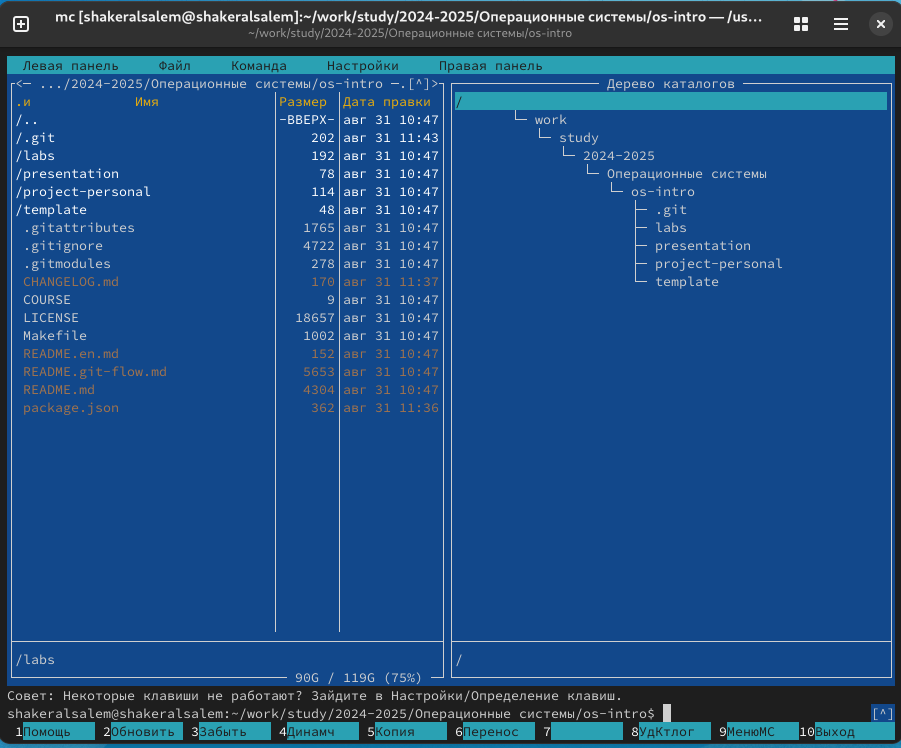 mc [shakeralsalem@shakeralsalem]:~/work/study/2024-2025/Операционные системы/os-intro — /us...
~/work/study/2024-2025/Операционные системы/os-intro
Левая панель Файл Команда Настройки Правая панель
<─ .../2024-2025/Операционные системы/os-intro ─.[^]>
.и Имя Размер Дата правки
/.. -ВВЕРХ- авг 31 10:47
/.git 202 авг 31 11:43
/labs 192 авг 31 10:47
/presentation 78 авг 31 10:47
/project-personal 114 авг 31 10:47
/template 48 авг 31 10:47
.gitattributes 1765 авг 31 10:47
.gitignore 4722 авг 31 10:47
.gitmodules 278 авг 31 10:47
CHANGELOG.md 170 авг 31 11:37
COURSE 9 авг 31 10:47
LICENSE 18657 авг 31 10:47
Makefile 1002 авг 31 10:47
README.en.md 152 авг 31 10:47
README.git-flow.md 5653 авг 31 10:47
README.md 4304 авг 31 10:47
package.json 362 авг 31 11:36
/labs
90G / 119G (75%)
Дерево каталогов
/
work
study
2024-2025
Операционные системы
os-intro
.git
labs
presentation
project-personal
template
/
Совет: Некоторые клавиши не работают? Зайдите в Настройки/Определение клавиш.
shakeralsalem@shakeralsalem:~/work/study/2024-2025/Операционные системы/os-intro$ [^]
1Помощь 2Обновить 3Забыть 4Динамч 5Копия 6Перенос 7 8УдКтлог 9МенюMC 10Выход